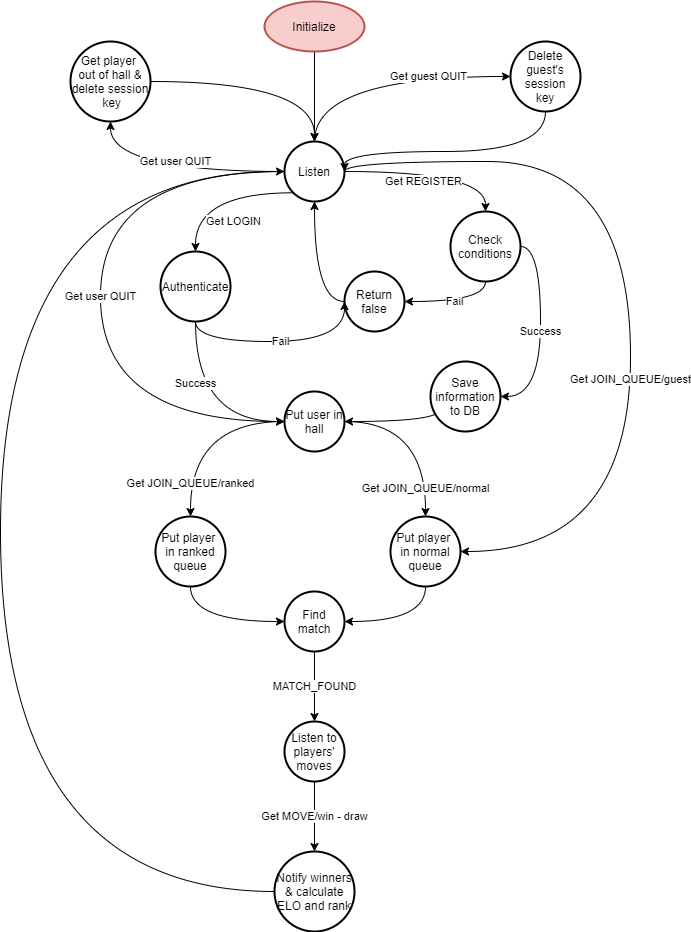 Initialize
Get player
out of hall &
delete session
key
Get guest QUIT
Delete
guest's
session
key
Get user QUIT
Listen
Get REGISTER
Get LOGIN
Check
conditions
Authenticate
Return
false
Get user QUIT
Fail
Success
Fail
Get JOIN_QUEUE/guest
Success
Save
information
to DB
Put user in
hall
Get JOIN_QUEUE/ranked
Get JOIN_QUEUE/normal
Put player
in ranked
queue
Put player
in normal
queue
Find
match
MATCH_FOUND
Listen to
players'
moves
Get MOVE/win - draw
Notify winners
& calculate
ELO and rank